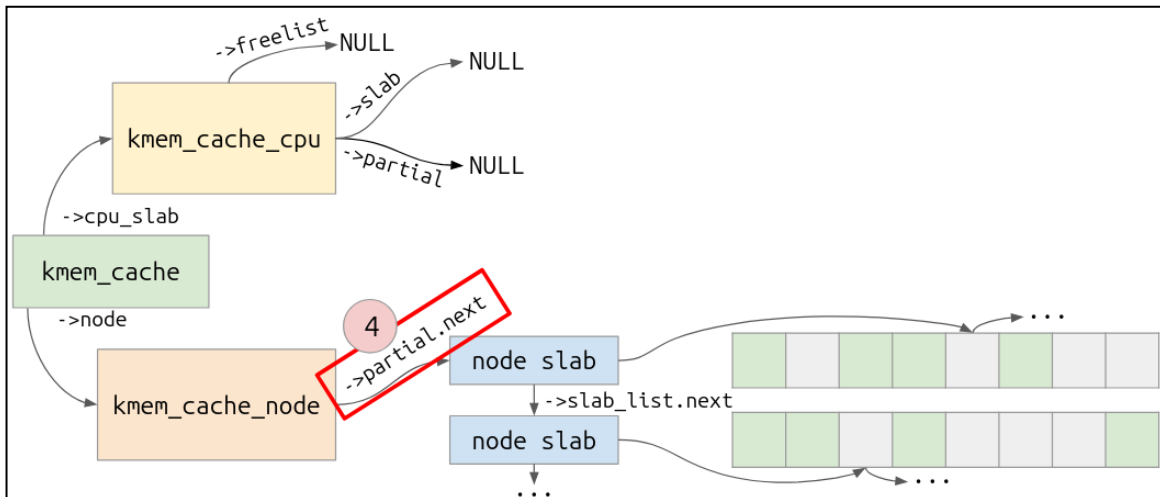 ->freelist
NULL
->slab
NULL
kmem_cache_cpu
->partial
NULL
->cpu_slab
kmem_cache
->node
4
->partial.next
...
node slab
kmem_cache_node
->slab_list.next
node slab
...
...